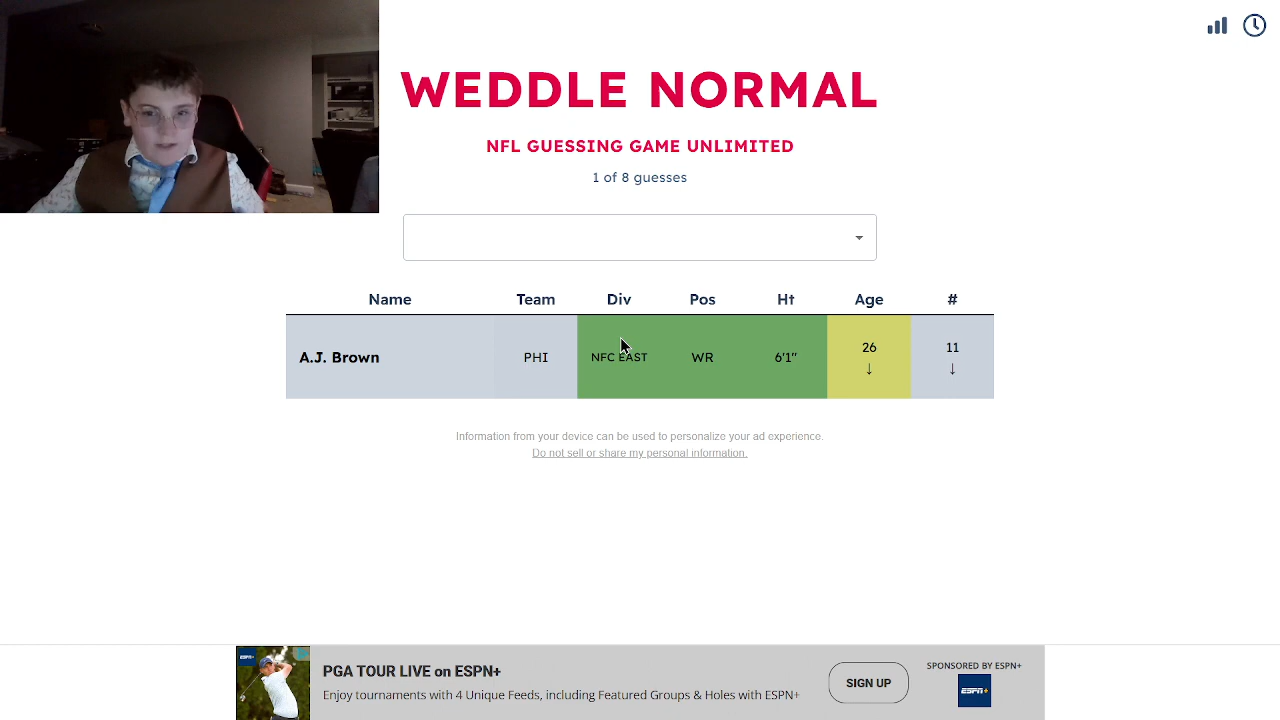 WEDDLE NORMAL
NFL GUESSING GAME UNLIMITED
1 of 8 guesses
Name Team Div Pos Ht Age #
A.J. Brown PHI NFC EAST WR 6'1" 26 ↓ 11 ↓
Information from your device can be used to personalize your ad experience.
Do not sell or share my personal information.
PGA TOUR LIVE on ESPN+
Enjoy tournaments with 4 Unique Feeds, including Featured Groups & Holes with ESPN+
SIGN UP
SPONSORED BY ESPN+
ESPN+
ESPN+